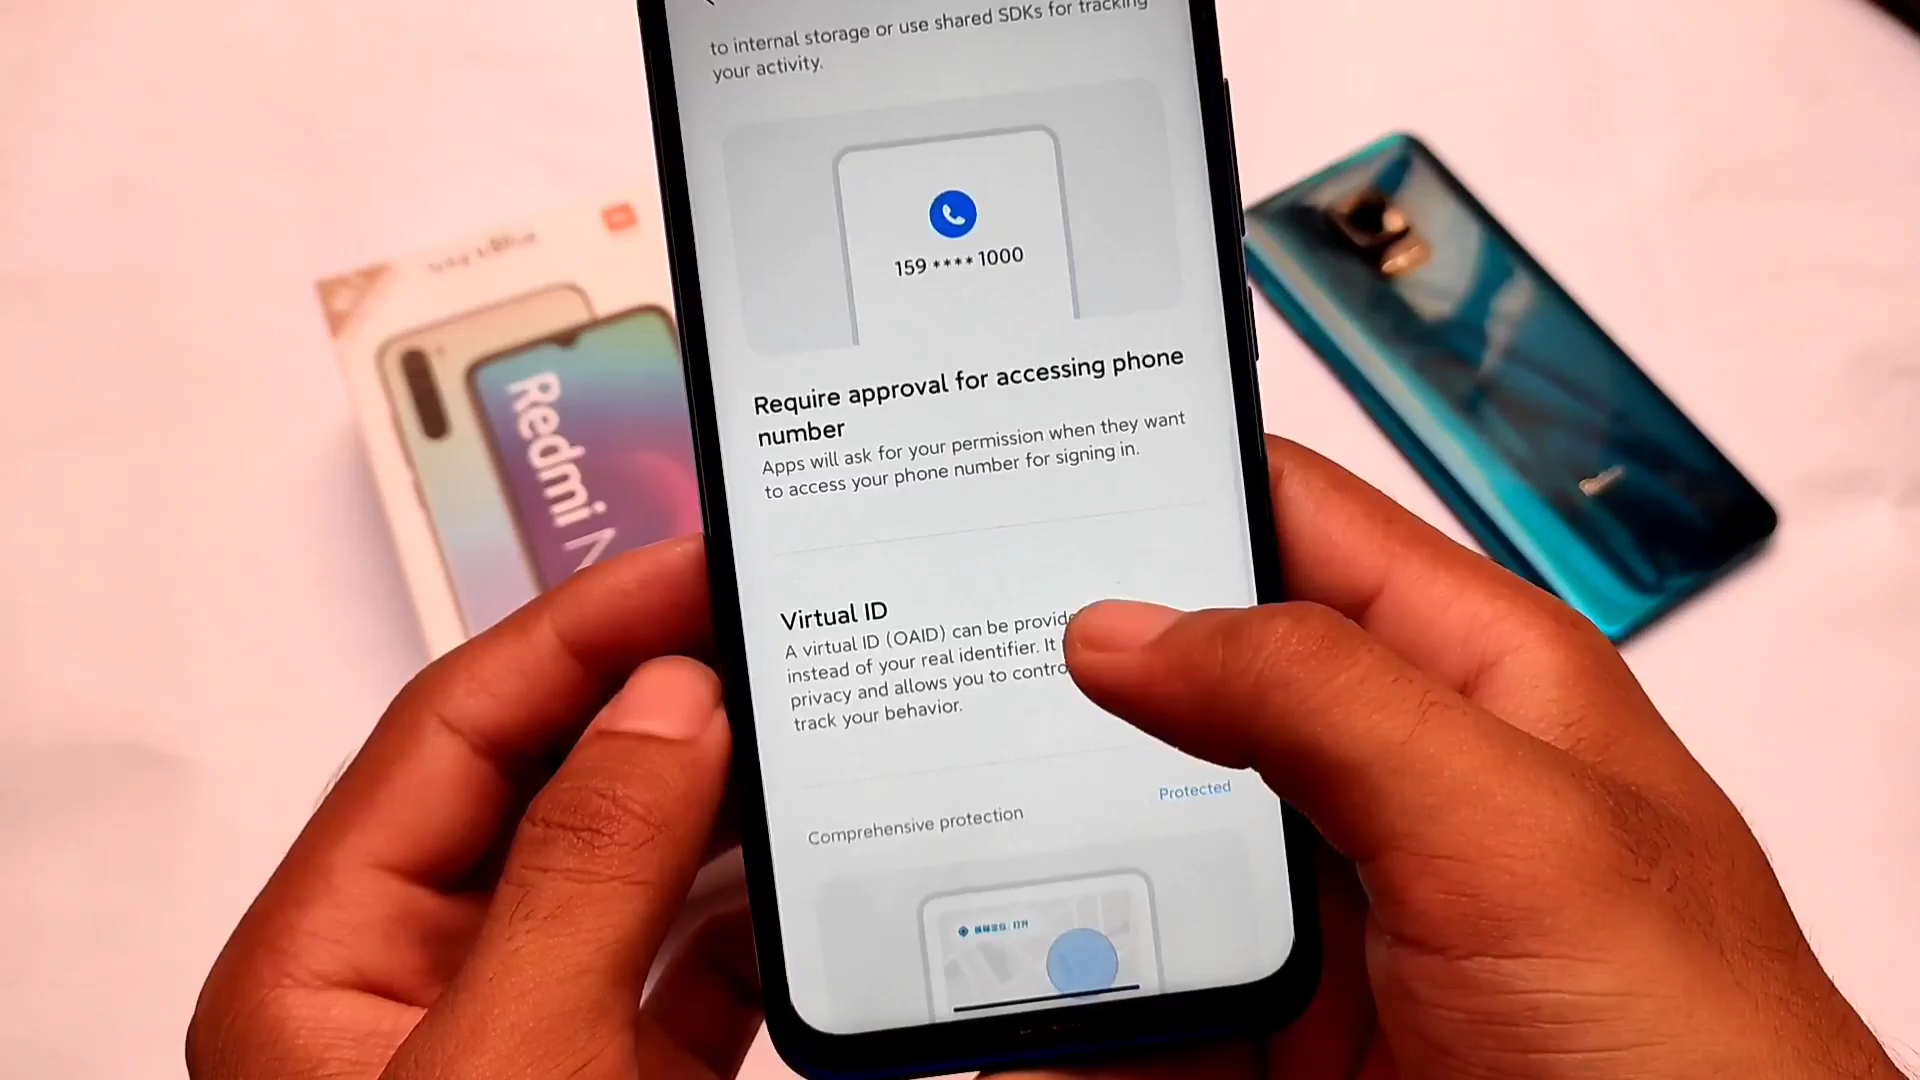 to internal storage or use shared SDKs for tracking
your activity.
159 **** 1000
Require approval for accessing phone
number
Apps will ask for your permission when they want
to access your phone number for signing in.
Virtual ID
A virtual ID (OAID) can be provide
instead of your real identifier. It
privacy and allows you to contro
track your behavior.
Protected
Comprehensive protection
Redmi N